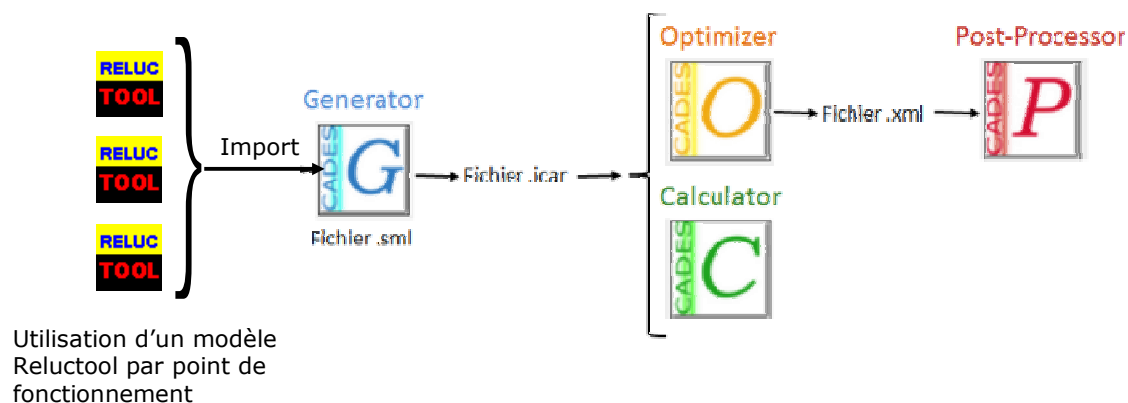 Optimizer
Post-Processor
RELUC
TOOL
Generator
CADES
O
Fichier .xml
CADES
P
RELUC
TOOL
Import
CADES
G
Fichier .icar
Calculator
RELUC
TOOL
Fichier .sml
CADES
C
Utilisation d’un modèle
Reluctool par point de
fonctionnement